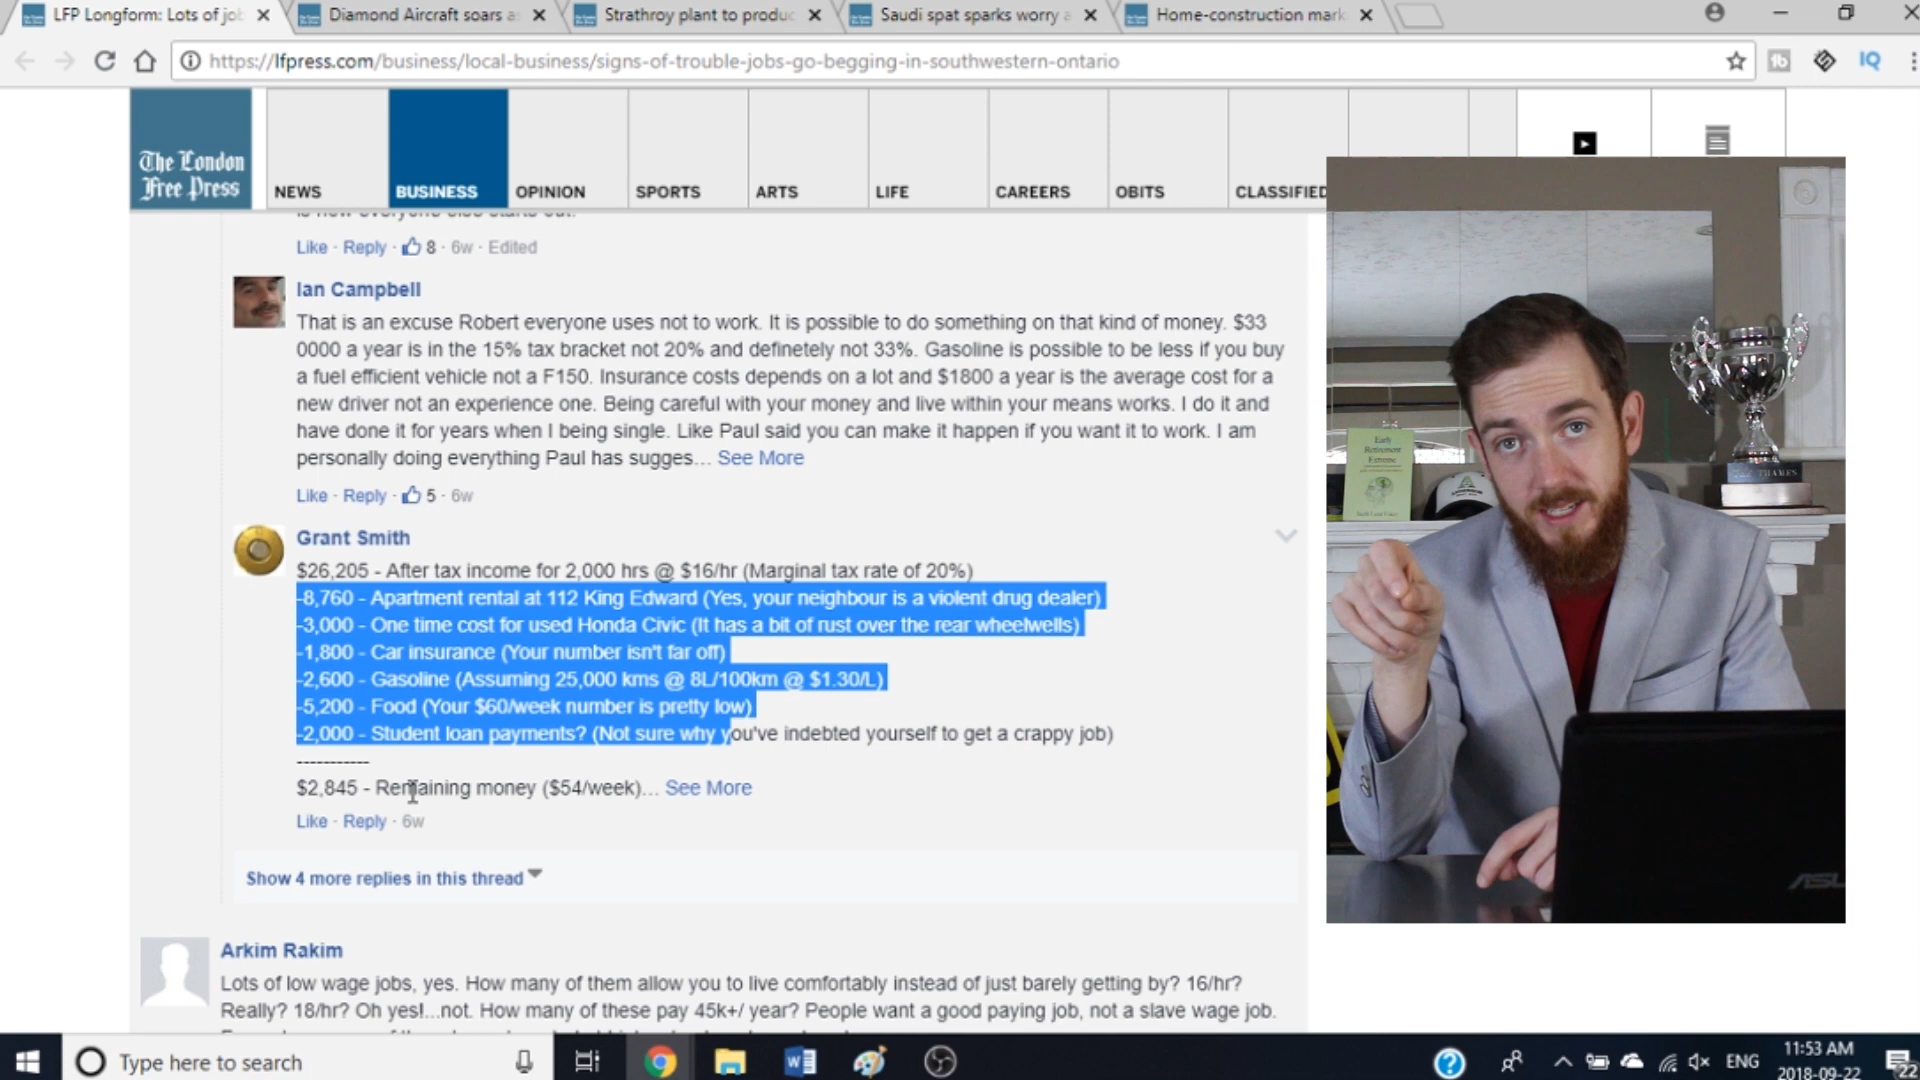 LFP Longform: Lots of jo
Diamond Aircraft soars a
Strathroy plant to produc
Saudi spat sparks worry a
Home-construction mark
https://lfpress.com/business/local-business/signs-of-trouble-jobs-go-begging-in-southwestern-ontario
IQ
The London
Free Press
NEWS
BUSINESS
OPINION
SPORTS
ARTS
LIFE
CAREERS
OBITS
CLASSIFIED
is how everyone else starts out.
Like · Reply · 8 · 6w · Edited
Ian Campbell
That is an excuse Robert everyone uses not to work. It is possible to do something on that kind of money. $33
0000 a year is in the 15% tax bracket not 20% and definetely not 33%. Gasoline is possible to be less if you buy
a fuel efficient vehicle not a F150. Insurance costs depends on a lot and $1800 a year is the average cost for a
new driver not an experience one. Being careful with your money and live within your means works. I do it and
have done it for years when I being single. Like Paul said you can make it happen if you want it to work. I am
personally doing everything Paul has sugges... See More
Like · Reply · 5 · 6w
Grant Smith
$26,205 - After tax income for 2,000 hrs @ $16/hr (Marginal tax rate of 20%)
-8,760 - Apartment rental at 112 King Edward (Yes, your neighbour is a violent drug dealer)
-3,000 - One time cost for used Honda Civic (It has a bit of rust over the rear wheelwells)
-1,800 - Car insurance (Your number isn't far off)
-2,600 - Gasoline (Assuming 25,000 kms @ 8L/100km @ $1.30/L)
-5,200 - Food (Your $60/week number is pretty low)
-2,000 - Student loan payments? (Not sure why you've indebted yourself to get a crappy job)
-----------
$2,845 - Remaining money ($54/week)... See More
Like · Reply · 6w
Show 4 more replies in this thread
Arkim Rakim
Lots of low wage jobs, yes. How many of them allow you to live comfortably instead of just barely getting by? 16/hr?
Really? 18/hr? Oh yes!...not. How many of these pay 45k+/ year? People want a good paying job, not a slave wage job.
Early
Retirement
Extreme
THAMES
ASU
Type here to search
ENG
11:53 AM
2018-09-22
22